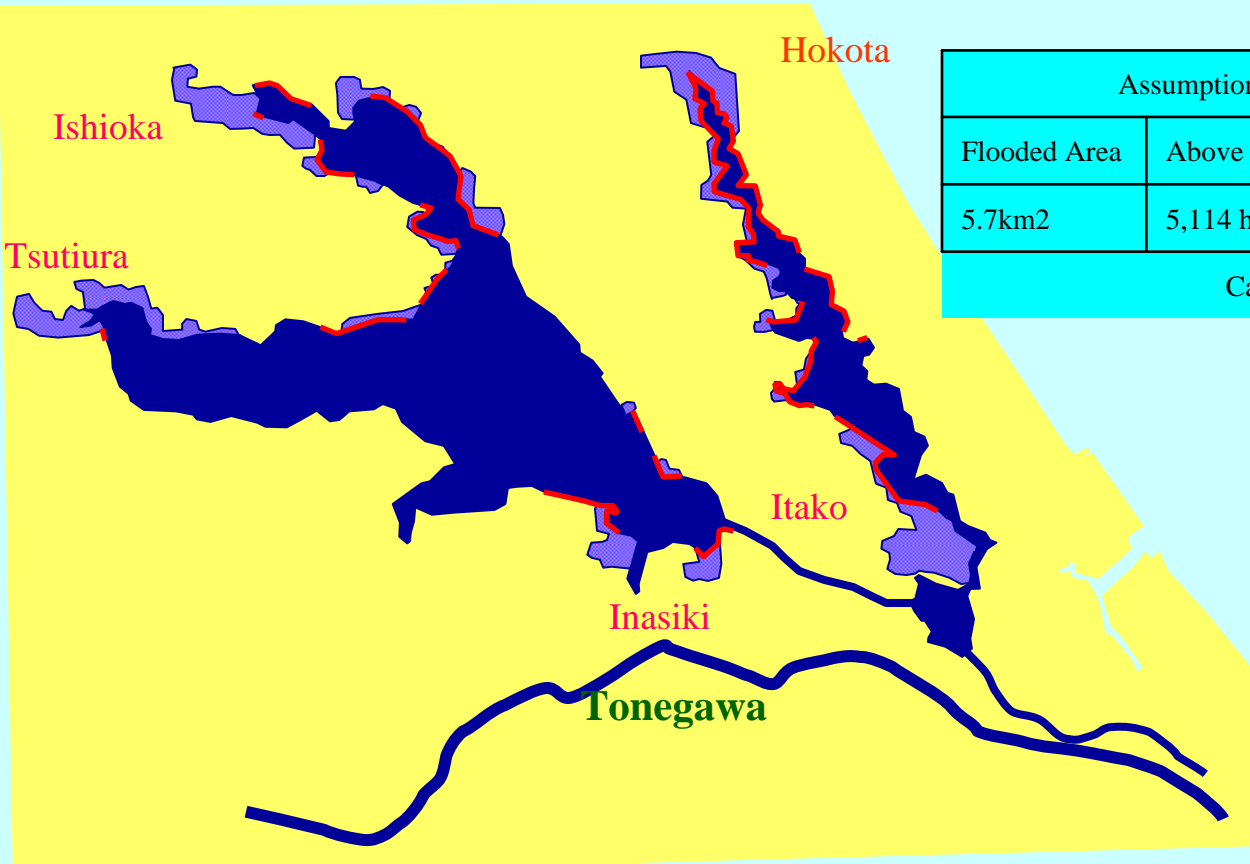 Hokota
Assumption
Ishioka
Flooded Area Above
5.7km2 5,114 h
Tsutiura
Ca
Itako
Inasiki
Tonegawa